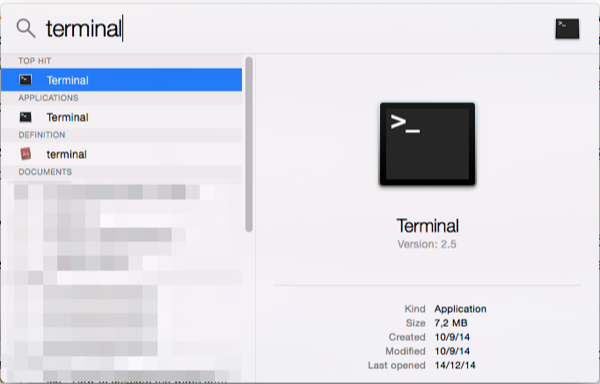 terminal
TOP HIT
Terminal
APPLICATIONS
Terminal
DEFINITION
terminal
DOCUMENTS
>_
Terminal
Version: 2.5
Kind Application
Size 7,2 MB
Created 10/9/14
Modified 10/9/14
Last opened 14/12/14